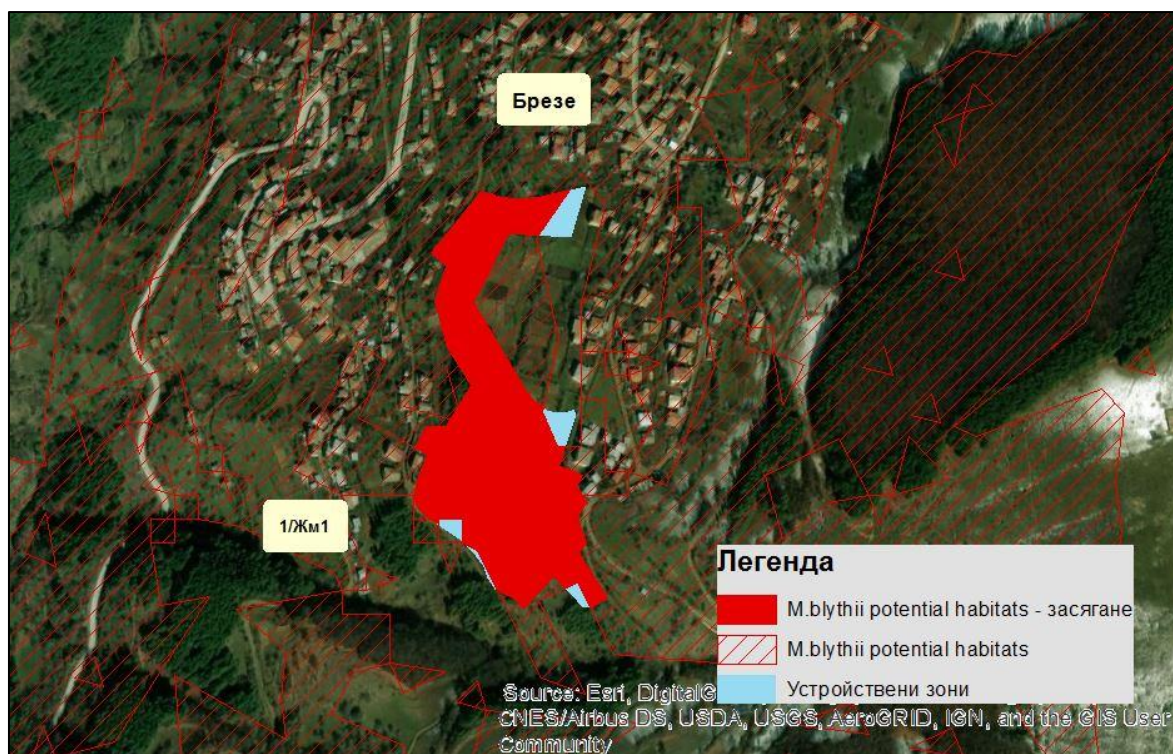 Брезе
1/Жм1
Легенда
M.blythii potential habitats - засягане
M.blythii potential habitats
Устройствени зони
Source: Esri, DigitalG
CNES/Airbus DS, USDA, USGS, AeroGRID, IGN, and the GIS User
Community